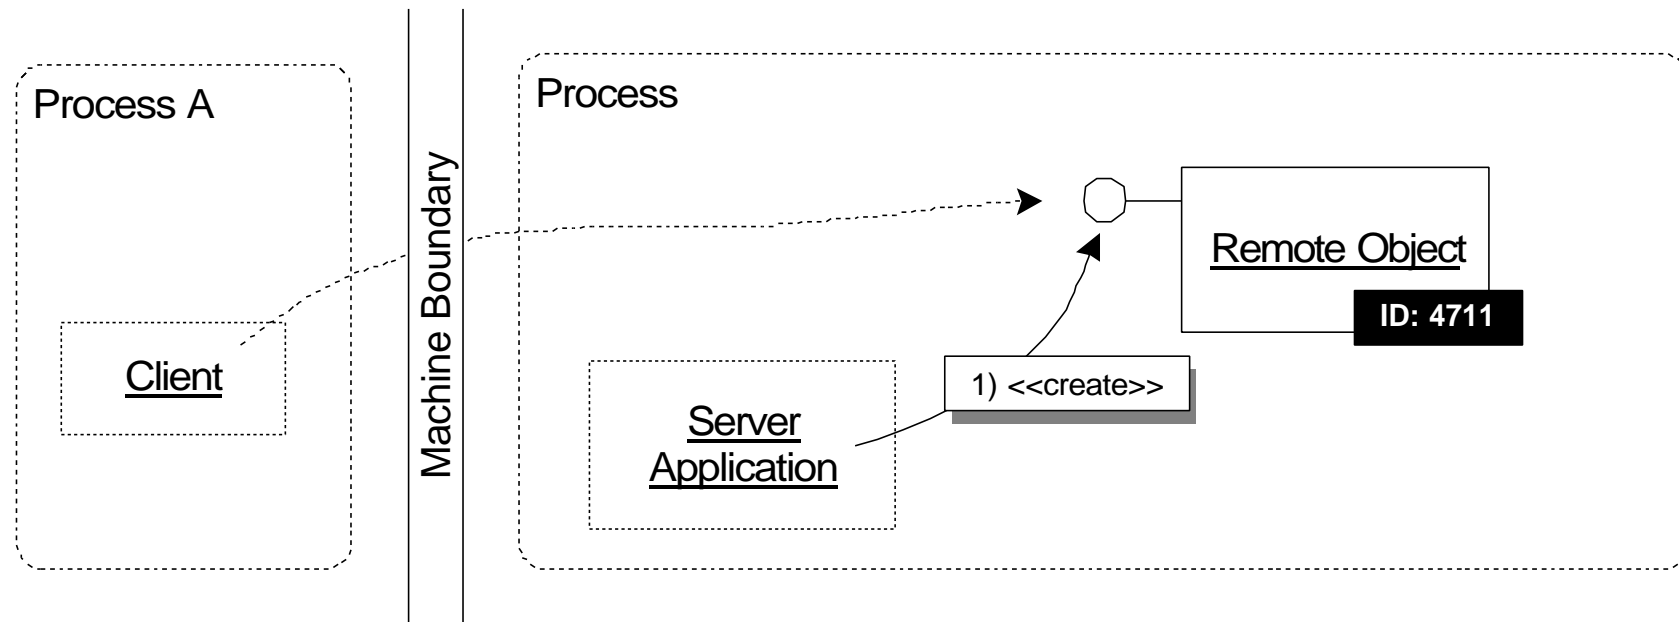 Process A
Client
Machine Boundary
Process
Remote Object
ID: 4711
1) <<create>>
Server
Application